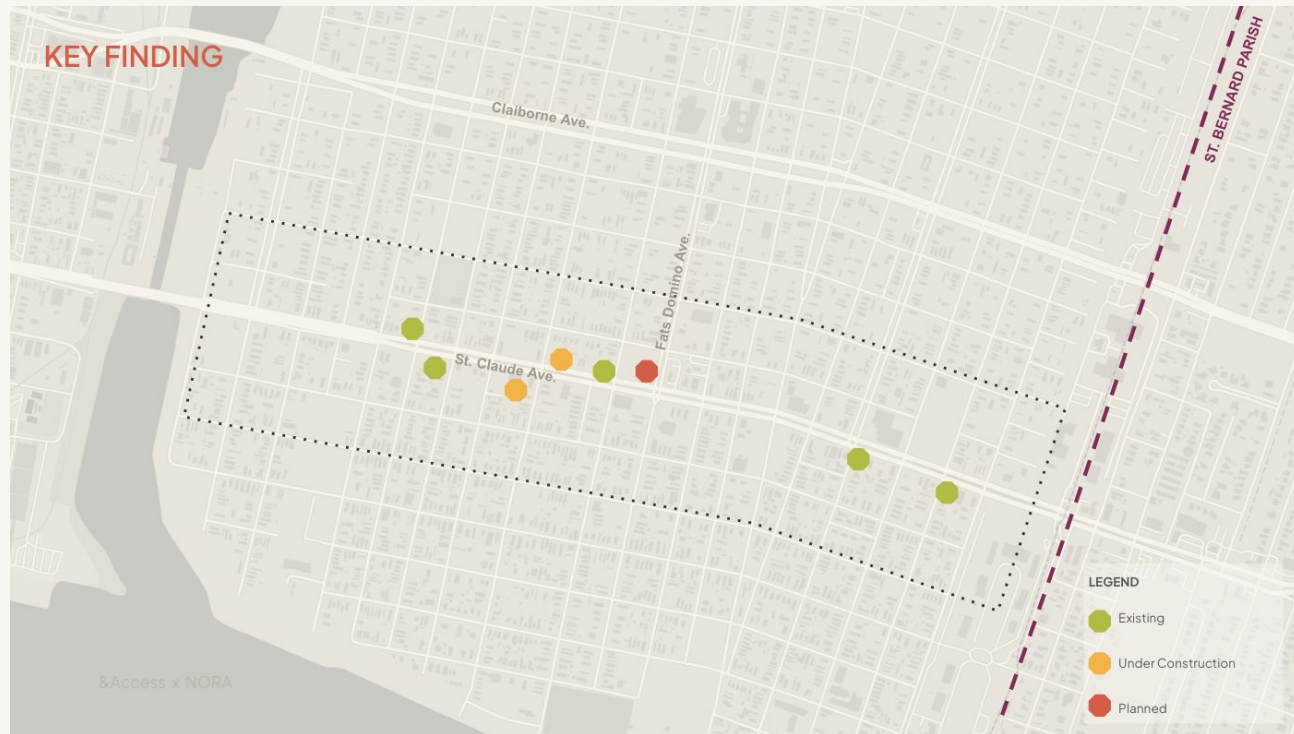 KEY FINDING
Claiborne Ave.
ST. BERNARD PARISH
Fats Domino Ave.
St. Claude Ave.
LEGEND
Existing
Under Construction
Planned
&Access x NORA